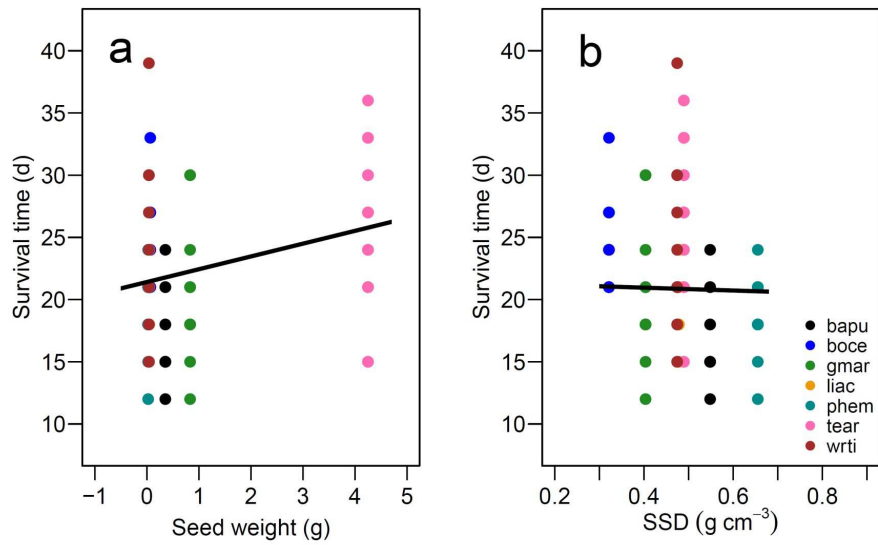 a
40
35
30
25
20
15
10
Survival time (d)
−1 0 1 2 3 4 5
Seed weight (g)
b
40
35
30
25
20
15
10
Survival time (d)
bapu
boce
gmar
liac
phem
tear
wrti
0.2 0.4 0.6 0.8
SSD (g cm⁻³)